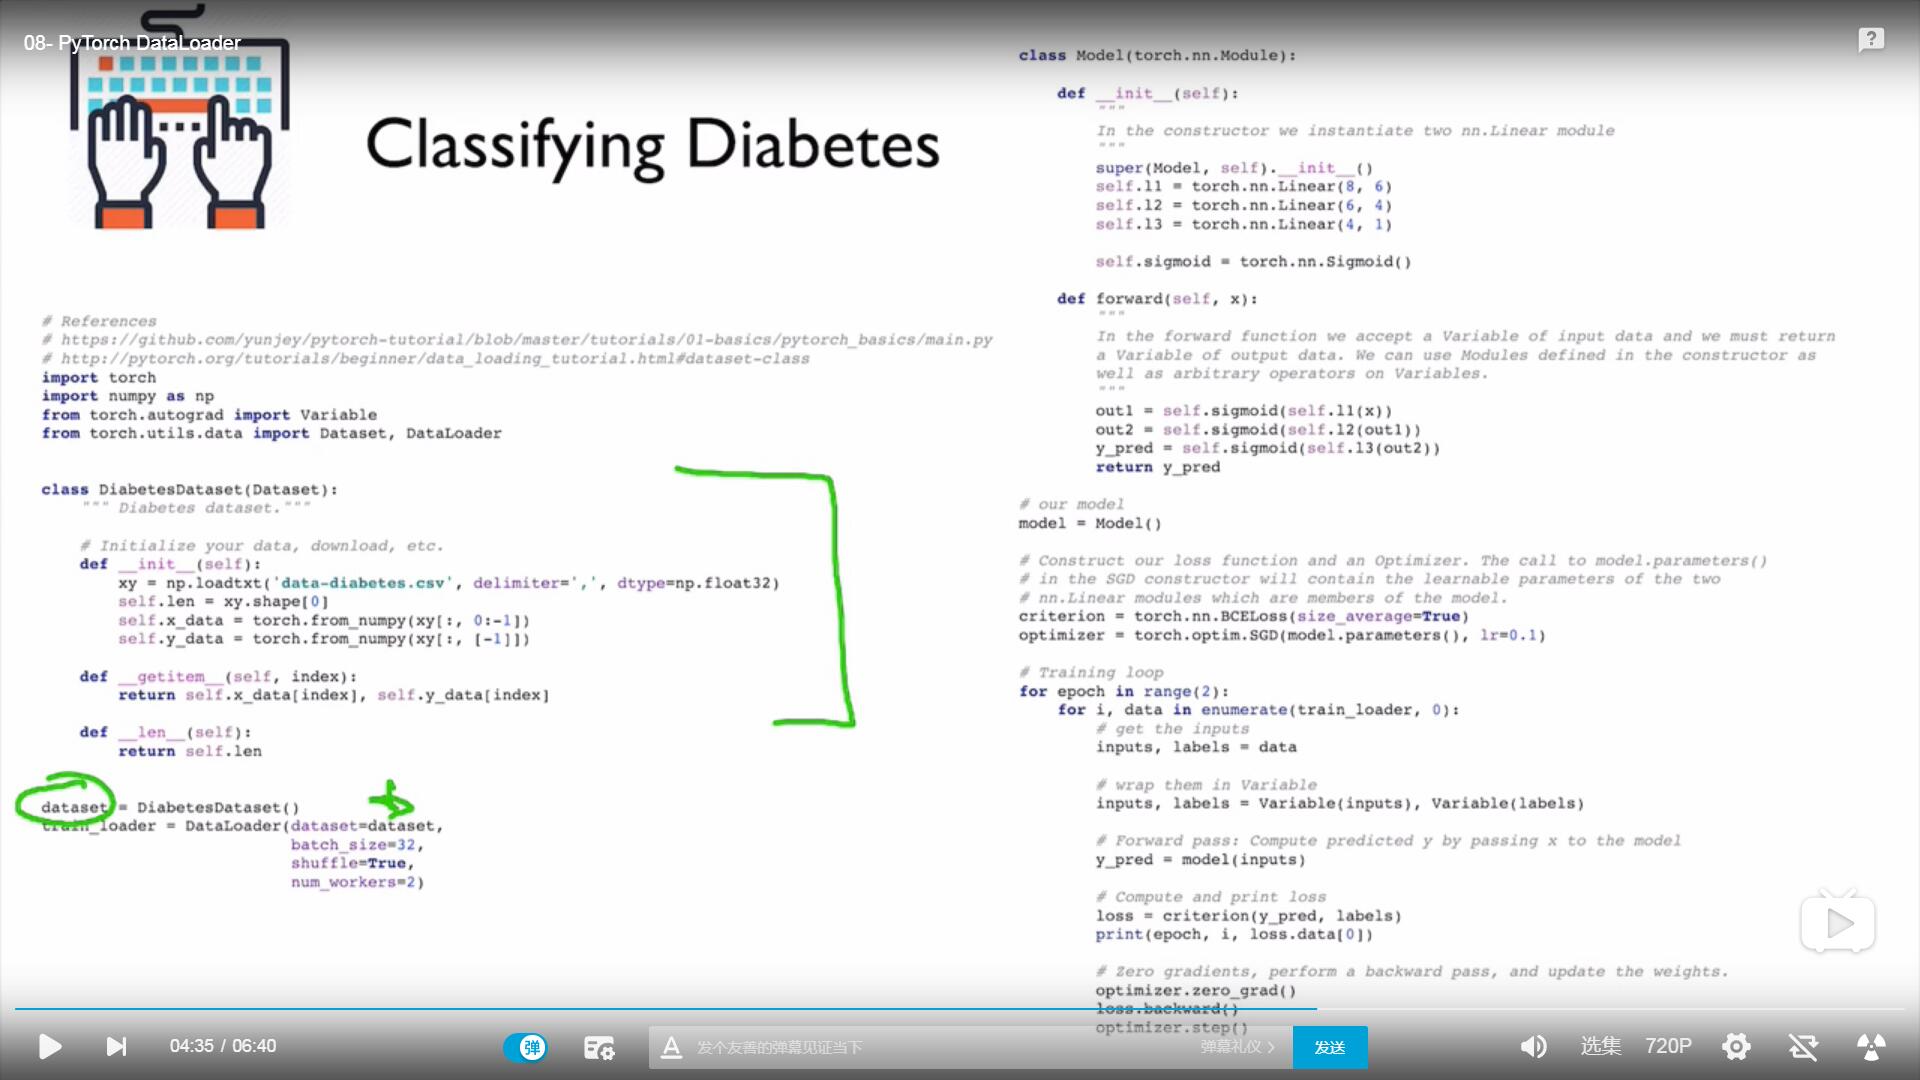 08- PyTorch DataLoader
Classifying Diabetes
# References
# https://github.com/yunjey/pytorch-tutorial/blob/master/tutorials/01-basics/pytorch_basics/main.py
# http://pytorch.org/tutorials/beginner/data_loading_tutorial.html#dataset-class
import torch
import numpy as np
from torch.autograd import Variable
from torch.utils.data import Dataset, DataLoader
class DiabetesDataset(Dataset):
""" Diabetes dataset."""
# Initialize your data, download, etc.
def __init__(self):
xy = np.loadtxt('data-diabetes.csv', delimiter=',', dtype=np.float32)
self.len = xy.shape[0]
self.x_data = torch.from_numpy(xy[:, 0:-1])
self.y_data = torch.from_numpy(xy[:, [-1]])
def __getitem__(self, index):
return self.x_data[index], self.y_data[index]
def __len__(self):
return self.len
dataset = DiabetesDataset()
train_loader = DataLoader(dataset=dataset,
batch_size=32,
shuffle=True,
num_workers=2)
class Model(torch.nn.Module):
def __init__(self):
"""
In the constructor we instantiate two nn.Linear module
"""
super(Model, self).__init__()
self.l1 = torch.nn.Linear(8, 6)
self.l2 = torch.nn.Linear(6, 4)
self.l3 = torch.nn.Linear(4, 1)
self.sigmoid = torch.nn.Sigmoid()
def forward(self, x):
"""
In the forward function we accept a Variable of input data and we must return
a Variable of output data. We can use Modules defined in the constructor as
well as arbitrary operators on Variables.
"""
out1 = self.sigmoid(self.l1(x))
out2 = self.sigmoid(self.l2(out1))
y_pred = self.sigmoid(self.l3(out2))
return y_pred
# our model
model = Model()
# Construct our loss function and an Optimizer. The call to model.parameters()
# in the SGD constructor will contain the learnable parameters of the two
# nn.Linear modules which are members of the model.
criterion = torch.nn.BCELoss(size_average=True)
optimizer = torch.optim.SGD(model.parameters(), lr=0.1)
# Training loop
for epoch in range(2):
for i, data in enumerate(train_loader, 0):
# get the inputs
inputs, labels = data
# wrap them in Variable
inputs, labels = Variable(inputs), Variable(labels)
# Forward pass: Compute predicted y by passing x to the model
y_pred = model(inputs)
# Compute and print loss
loss = criterion(y_pred, labels)
print(epoch, i, loss.data[0])
# Zero gradients, perform a backward pass, and update the weights.
optimizer.zero_grad()
loss.backward()
optimizer.step()
04:35 / 06:40
弹
发个友善的弹幕见证当下
弹幕礼仪
发送
选集
720P